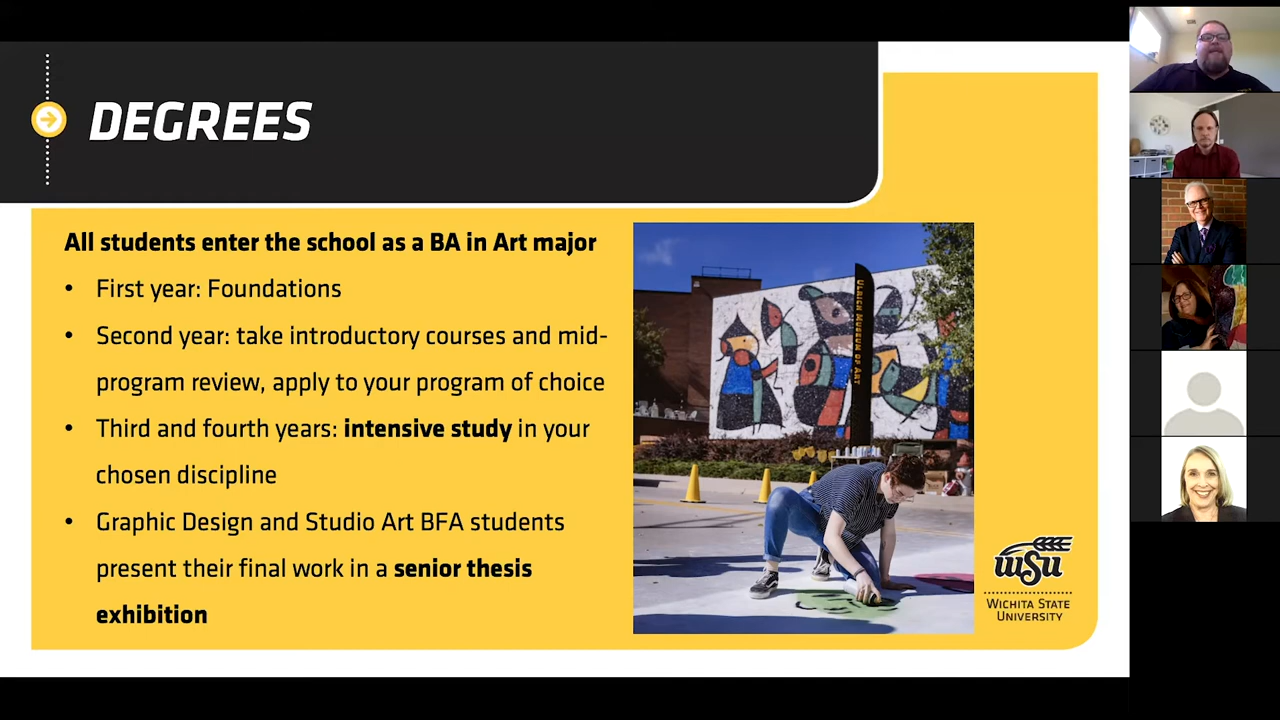 DEGREES
All students enter the school as a BA in Art major
• First year: Foundations
• Second year: take introductory courses and mid-
program review, apply to your program of choice
• Third and fourth years: intensive study in your
chosen discipline
• Graphic Design and Studio Art BFA students
present their final work in a senior thesis
exhibition
ULRICH MUSEUM OF ART
wsu
WICHITA STATE
UNIVERSITY